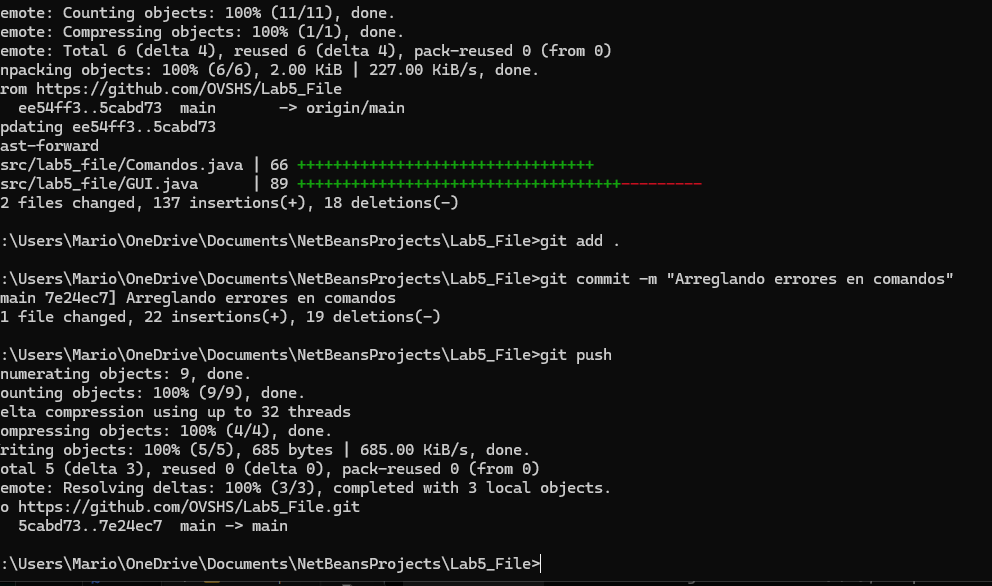 emote: Counting objects: 100% (11/11), done.
emote: Compressing objects: 100% (1/1), done.
emote: Total 6 (delta 4), reused 6 (delta 4), pack-reused 0 (from 0)
npacking objects: 100% (6/6), 2.00 KiB | 227.00 KiB/s, done.
rom https://github.com/OVSHS/Lab5_File
  ee54ff3..5cabd73  main       -> origin/main
pdating ee54ff3..5cabd73
ast-forward
src/lab5_file/Comandos.java | 66 +++++++++++++++++++++++++++++++++
src/lab5_file/GUI.java      | 89 ++++++++++++++++++++++++++++++++++++---------
2 files changed, 137 insertions(+), 18 deletions(-)
:\Users\Mario\OneDrive\Documents\NetBeansProjects\Lab5_File>git add .
:\Users\Mario\OneDrive\Documents\NetBeansProjects\Lab5_File>git commit -m "Arreglando errores en comandos"
main 7e24ec7] Arreglando errores en comandos
1 file changed, 22 insertions(+), 19 deletions(-)
:\Users\Mario\OneDrive\Documents\NetBeansProjects\Lab5_File>git push
numerating objects: 9, done.
ounting objects: 100% (9/9), done.
elta compression using up to 32 threads
ompressing objects: 100% (4/4), done.
riting objects: 100% (5/5), 685 bytes | 685.00 KiB/s, done.
otal 5 (delta 3), reused 0 (delta 0), pack-reused 0 (from 0)
emote: Resolving deltas: 100% (3/3), completed with 3 local objects.
o https://github.com/OVSHS/Lab5_File.git
  5cabd73..7e24ec7  main -> main
:\Users\Mario\OneDrive\Documents\NetBeansProjects\Lab5_File>